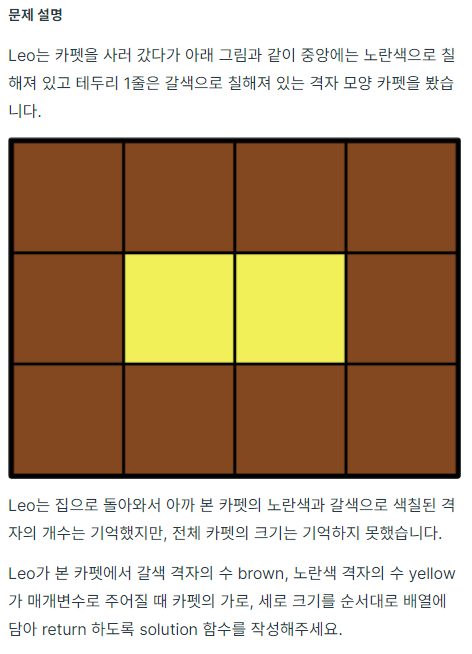 문제 설명
Leo는 카펫을 사러 갔다가 아래 그림과 같이 중앙에는 노란색으로 칠
해져 있고 테두리 1줄은 갈색으로 칠해져 있는 격자 모양 카펫을 봤습
니다.
Leo는 집으로 돌아와서 아까 본 카펫의 노란색과 갈색으로 색칠된 격
자의 개수는 기억했지만, 전체 카펫의 크기는 기억하지 못했습니다.
Leo가 본 카펫에서 갈색 격자의 수 brown, 노란색 격자의 수 yellow
가 매개변수로 주어질 때 카펫의 가로, 세로 크기를 순서대로 배열에
담아 return 하도록 solution 함수를 작성해주세요.